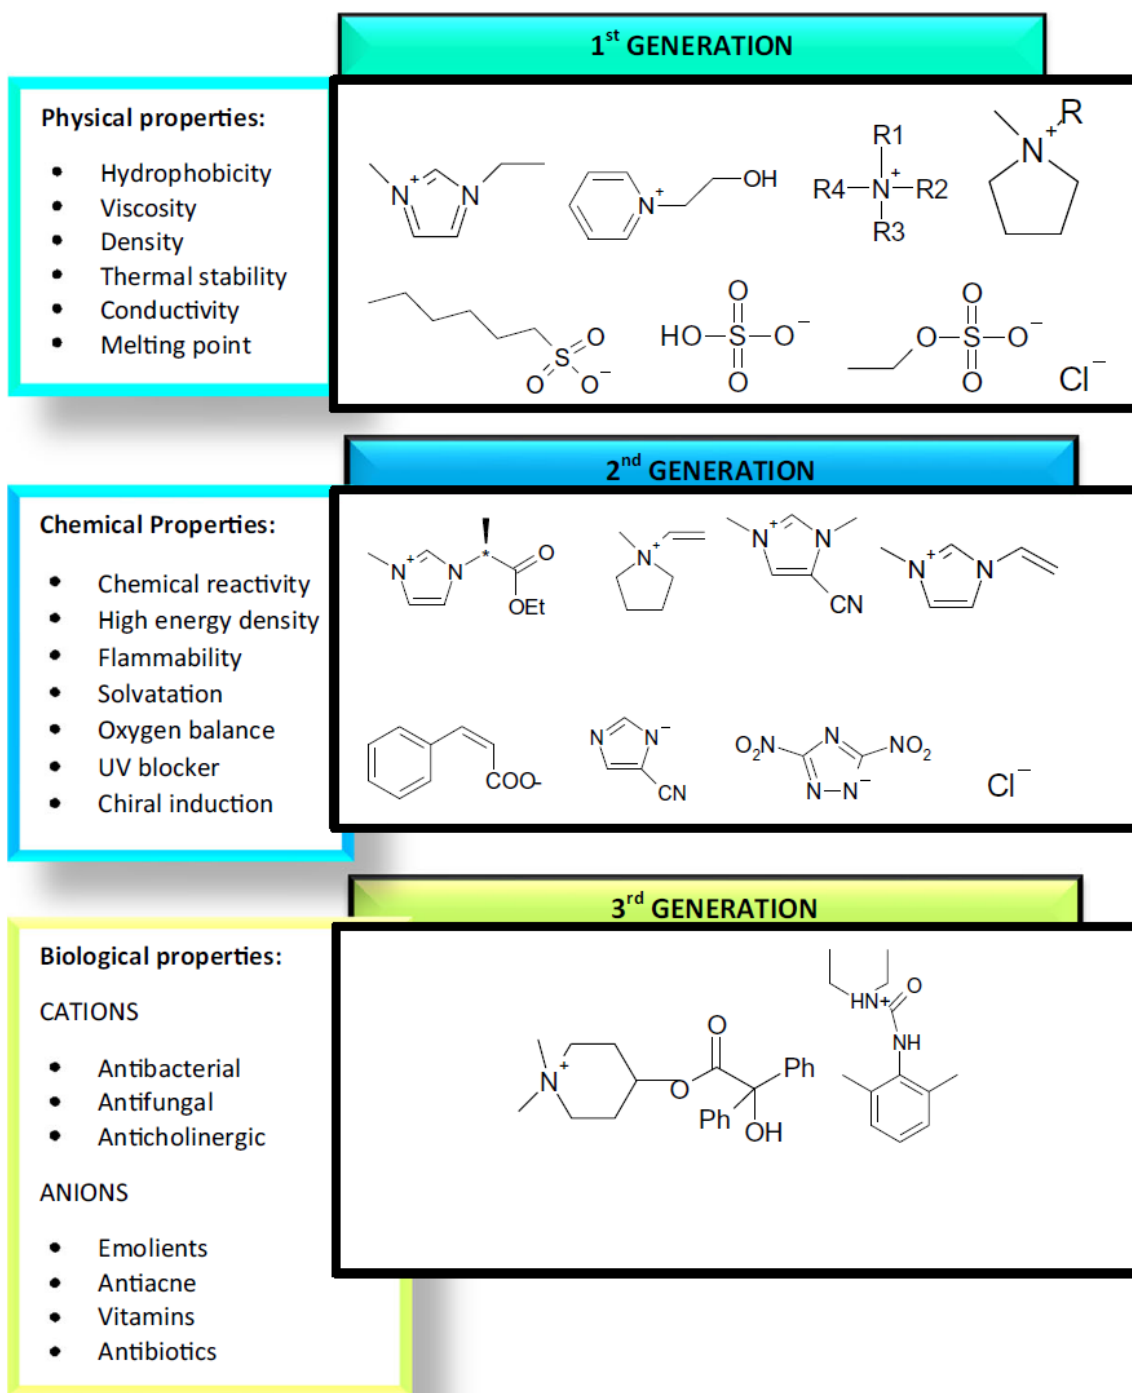 1st GENERATION
Physical properties:
• Hydrophobicity
• Viscosity
• Density
• Thermal stability
• Conductivity
• Melting point
N+ N
N+ OH
R1
R4 N+ R2
R3
N+ R
S O O O−
O
HO S O−
O
O
O S O−
O
Cl−
2nd GENERATION
Chemical Properties:
• Chemical reactivity
• High energy density
• Flammability
• Solvatation
• Oxygen balance
• UV blocker
• Chiral induction
N+ N * O
OEt
N+
N+ N
CN
N+ N
COO-
N N−
CN
O2N N NO2
N N−
Cl−
3rd GENERATION
Biological properties:
CATIONS
• Antibacterial
• Antifungal
• Anticholinergic
ANIONS
• Emolients
• Antiacne
• Vitamins
• Antibiotics
N+ O
O Ph
Ph OH
HN+ O
NH